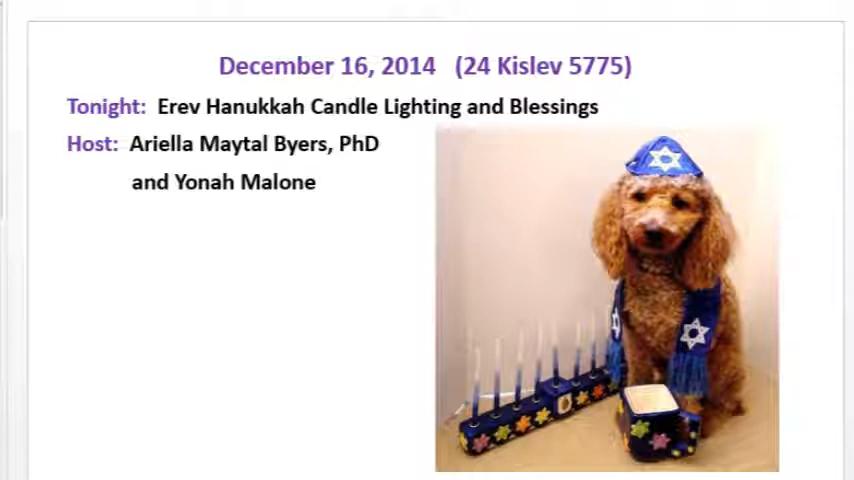 December 16, 2014 (24 Kislev 5775)
Tonight: Erev Hanukkah Candle Lighting and Blessings
Host: Ariella Maytal Byers, PhD
and Yonah Malone